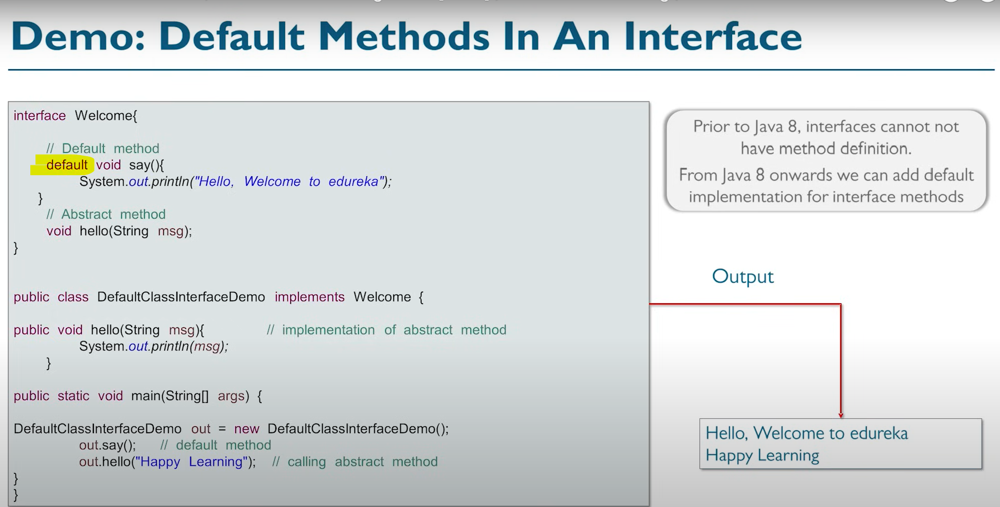 Demo: Default Methods In An Interface
interface Welcome{
// Default method
default void say(){
System.out.println("Hello, Welcome to edureka");
}
// Abstract method
void hello(String msg);
}
public class DefaultClassInterfaceDemo implements Welcome {
public void hello(String msg){ // implementation of abstract method
System.out.println(msg);
}
public static void main(String[] args) {
DefaultClassInterfaceDemo out = new DefaultClassInterfaceDemo();
out.say(); // default method
out.hello("Happy Learning"); // calling abstract method
}
}
Prior to Java 8, interfaces cannot not
have method definition.
From Java 8 onwards we can add default
implementation for interface methods
Output
Hello, Welcome to edureka
Happy Learning